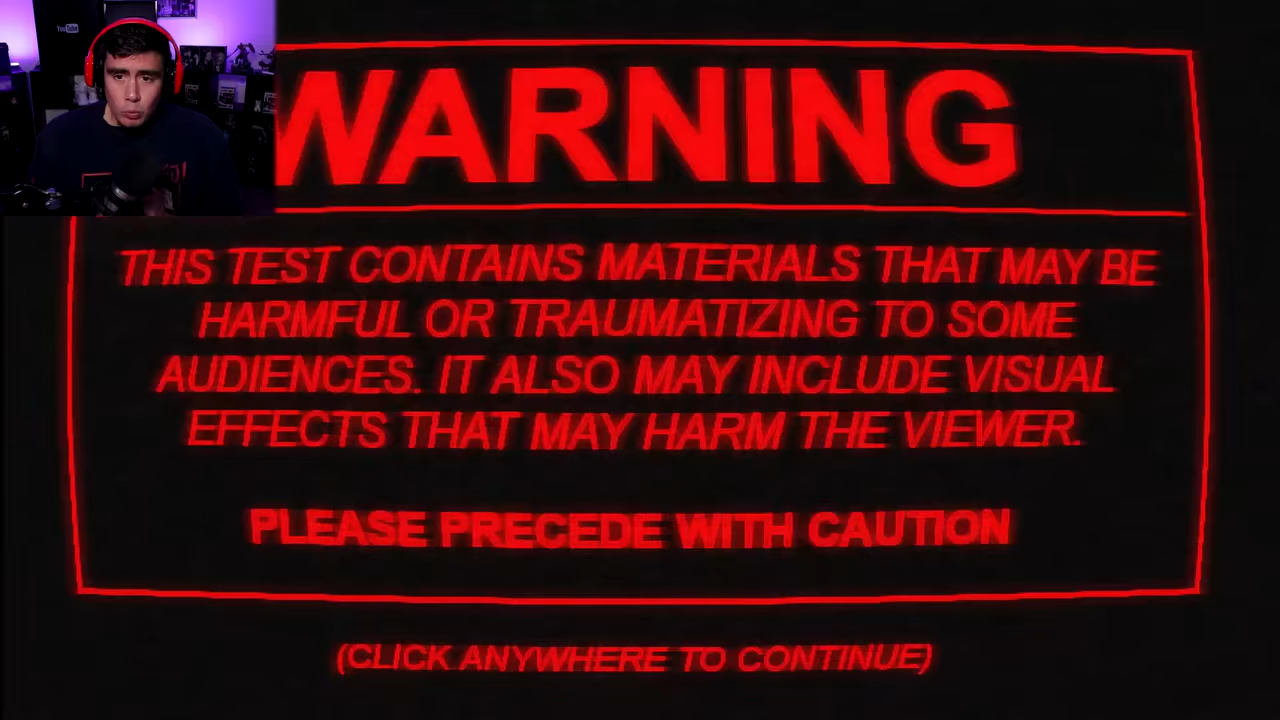 YouTube
WARNING
THIS TEST CONTAINS MATERIALS THAT MAY BE
HARMFUL OR TRAUMATIZING TO SOME
AUDIENCES. IT ALSO MAY INCLUDE VISUAL
EFFECTS THAT MAY HARM THE VIEWER.
PLEASE PRECEDE WITH CAUTION
(CLICK ANYWHERE TO CONTINUE)